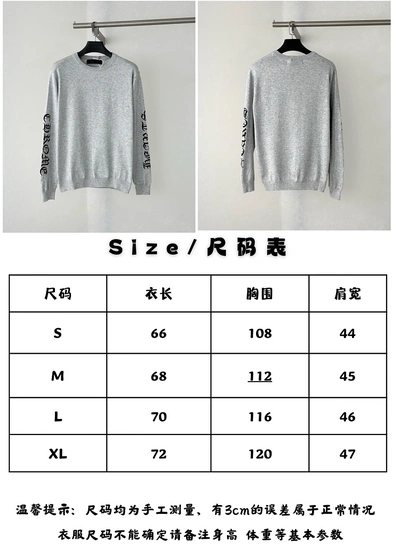 CHROME
Size/尺码表
尺码 衣长 胸围 肩宽
S 66 108 44
M 68 112 45
L 70 116 46
XL 72 120 47
温馨提示：尺码均为手工测量、有3cm的误差属于正常情况
衣服尺码不能确定请备注身高 体重等基本参数